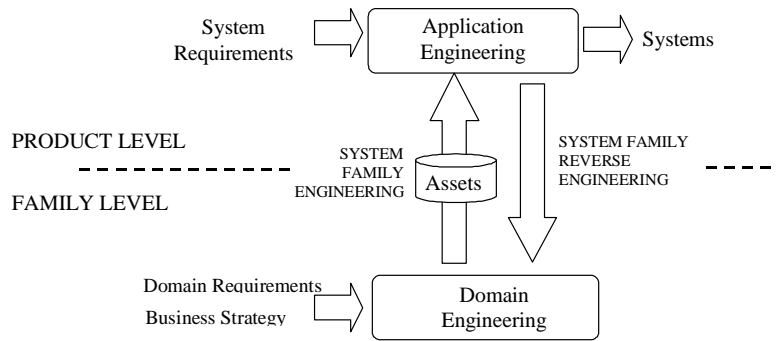 System
Requirements
Application
Engineering
Systems
PRODUCT LEVEL
FAMILY LEVEL
SYSTEM
FAMILY
ENGINEERING
Assets
SYSTEM FAMILY
REVERSE
ENGINEERING
Domain Requirements
Business Strategy
Domain
Engineering